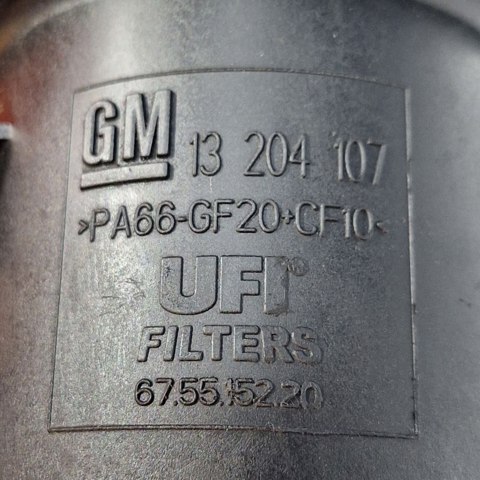 GM 13 204 107
>PA66-GF20+CF10<
UFI®
FILTERS
67.55.152.20